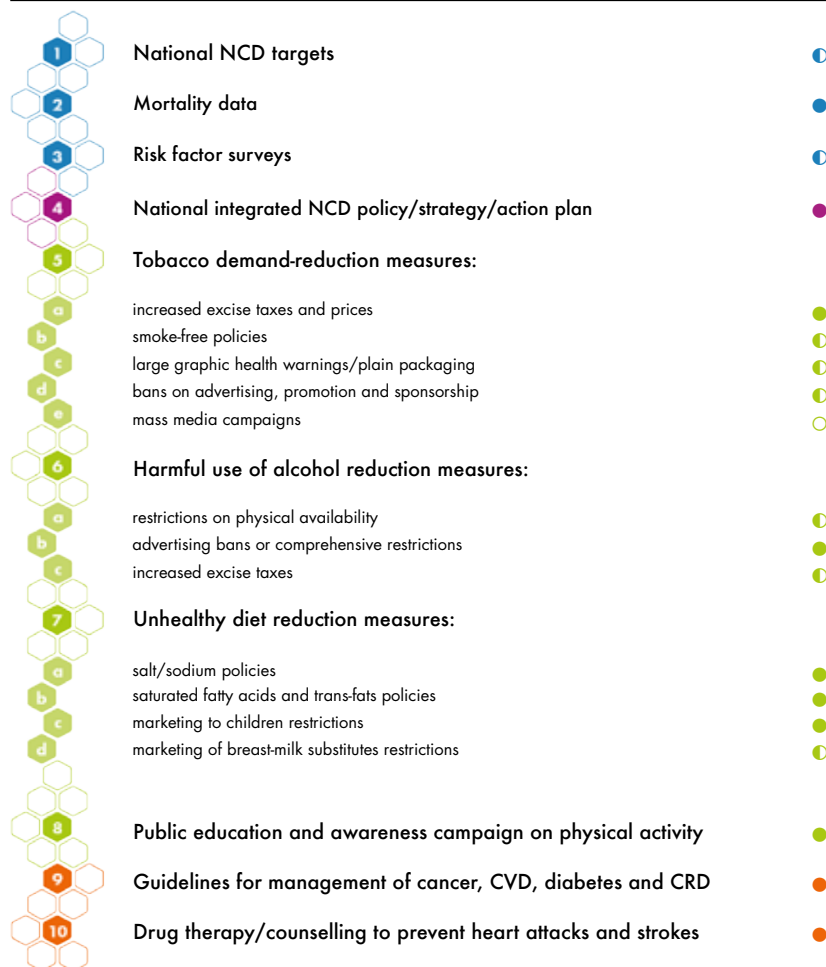 1 National NCD targets ◐
2 Mortality data ●
3 Risk factor surveys ◐
4 National integrated NCD policy/strategy/action plan ●
5 Tobacco demand-reduction measures:
a increased excise taxes and prices ●
b smoke-free policies ◐
c large graphic health warnings/plain packaging ◐
d bans on advertising, promotion and sponsorship ◐
e mass media campaigns ○
6 Harmful use of alcohol reduction measures:
a restrictions on physical availability ◐
b advertising bans or comprehensive restrictions ●
c increased excise taxes ◐
7 Unhealthy diet reduction measures:
a salt/sodium policies ●
b saturated fatty acids and trans-fats policies ●
c marketing to children restrictions ●
d marketing of breast-milk substitutes restrictions ◐
8 Public education and awareness campaign on physical activity ●
9 Guidelines for management of cancer, CVD, diabetes and CRD ●
10 Drug therapy/counselling to prevent heart attacks and strokes ●